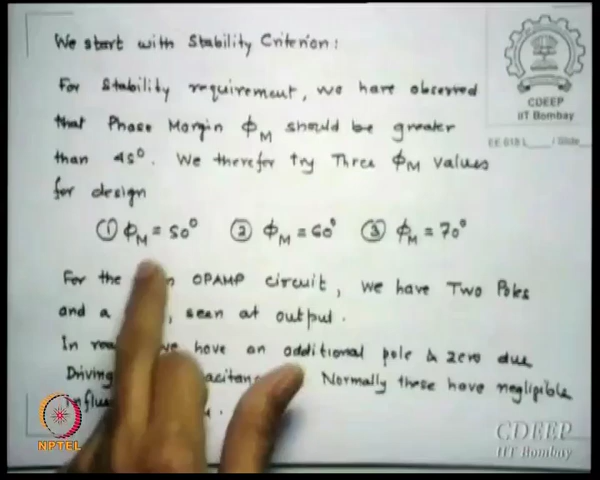 We start with Stability Criterion:
For Stability requirement, we have observed
that Phase Margin ϕM should be greater
than 45°. We therefor try Three ϕM values
for design
① ϕM = 50° ② ϕM = 60° ③ ϕM = 70°
For the OPAMP Circuit, we have Two Poles
and a , seen at output.
In we have an additional pole & zero due
Driving Normally these have negligible
CDEEP
IIT Bombay
EE 618 L___ / Slide
NPTEL
CDEEP
IIT Bombay